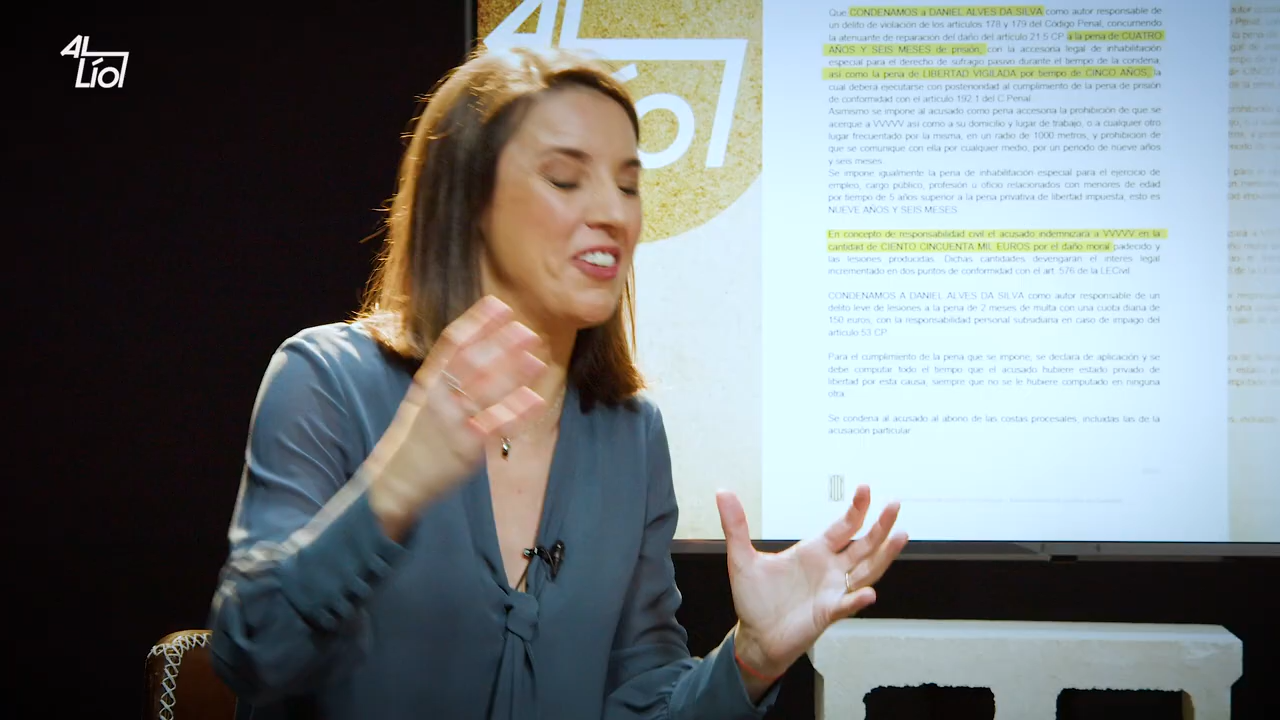 Al
Lío!
Al
ío!
Que CONDENAMOS a DANIEL ALVES DA SILVA como autor responsable de
un delito de violación de los artículos 178 y 179 del Código Penal, concurriendo
la atenuante de reparación del daño del artículo 21.5 CP a la pena de CUATRO
AÑOS Y SEIS MESES de prisión, con la accesoria legal de inhabilitación
especial para el derecho de sufragio pasivo durante el tiempo de la condena,
así como la pena de LIBERTAD VIGILADA por tiempo de CINCO AÑOS, la
cual deberá ejecutarse con posterioridad al cumplimiento de la pena de prisión
de conformidad con el artículo 192.1 del C.Penal.
Asimismo se impone al acusado como pena accesoria la prohibición de que se
acerque a VVVVV así como a su domicilio y lugar de trabajo, o a cualquier otro
lugar frecuentado por la misma, en un radio de 1000 metros, y prohibición de
que se comunique con ella por cualquier medio, por un periodo de nueve años
y seis meses.
Se impone igualmente la pena de inhabilitación especial para el ejercicio de
empleo, cargo público, profesión u oficio relacionados con menores de edad
por tiempo de 5 años superior a la pena privativa de libertad impuesta, esto es
NUEVE AÑOS Y SEIS MESES.
En concepto de responsabilidad civil el acusado indemnizará a VVVVV en la
cantidad de CIENTO CINCUENTA MIL EUROS por el daño moral padecido y
las lesiones producidas. Dichas cantidades devengarán el interés legal
incrementado en dos puntos de conformidad con el art. 576 de la LECivil.
CONDENAMOS A DANIEL ALVES DA SILVA como autor responsable de un
delito leve de lesiones a la pena de 2 meses de multa con una cuota diaria de
150 euros, con la responsabilidad personal subsidiaria en caso de impago del
artículo 53 CP.
Para el cumplimiento de la pena que se impone, se declara de aplicación y se
debe computar todo el tiempo que el acusado hubiere estado privado de
libertad por esta causa, siempre que no se le hubiere computado en ninguna
otra.
Se condena al acusado al abono de las costas procesales, incluidas las de la
acusación particular